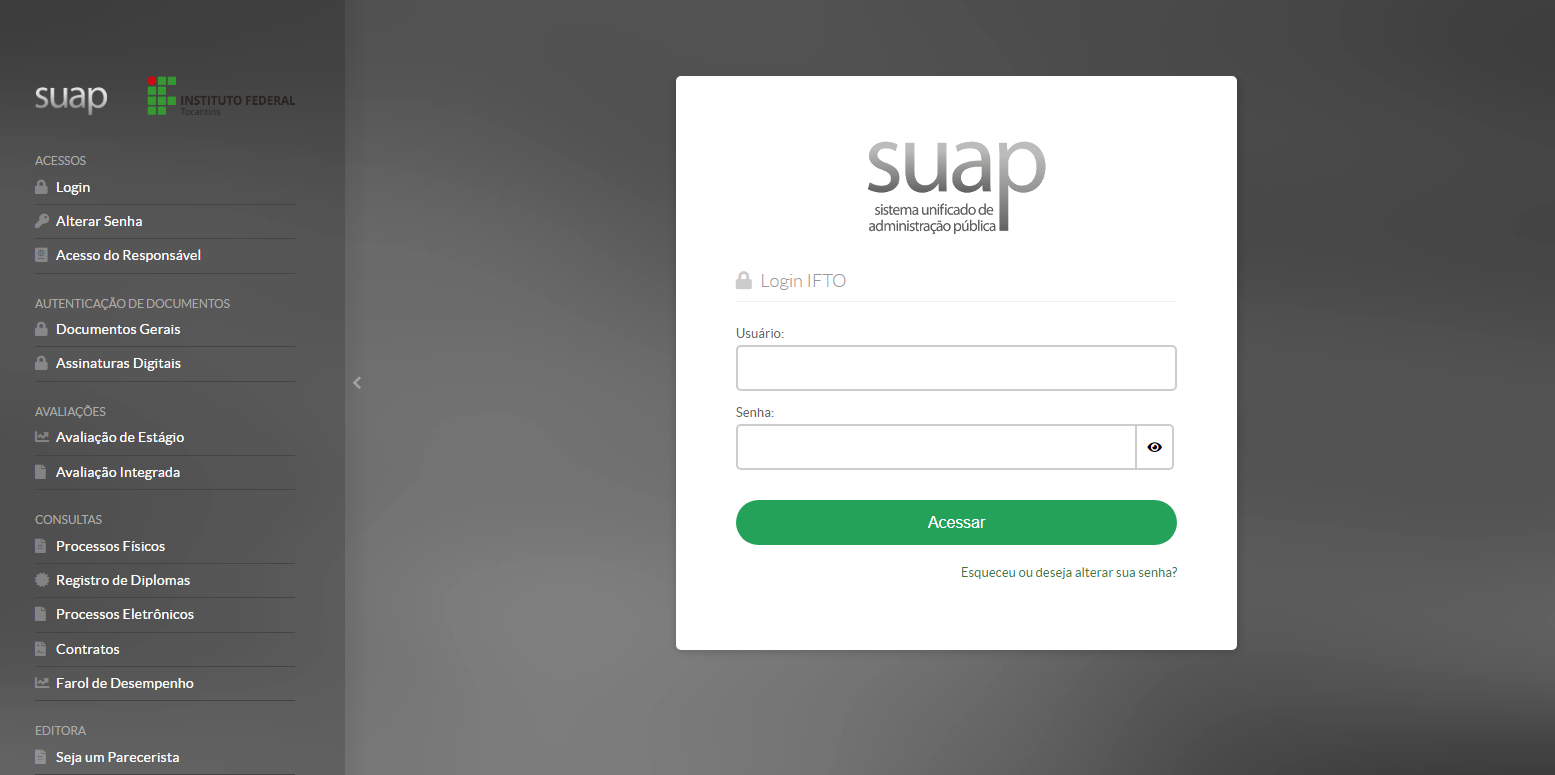 suap
INSTITUTO FEDERAL
Tocantins
ACESSOS
Login
Alterar Senha
Acesso do Responsável
AUTENTICAÇÃO DE DOCUMENTOS
Documentos Gerais
Assinaturas Digitais
AVALIAÇÕES
Avaliação de Estágio
Avaliação Integrada
CONSULTAS
Processos Físicos
Registro de Diplomas
Processos Eletrônicos
Contratos
Farol de Desempenho
EDITORA
Seja um Parecerista
suap
sistema unificado de
administração pública
Login IFTO
Usuário:
Senha:
Acessar
Esqueceu ou deseja alterar sua senha?